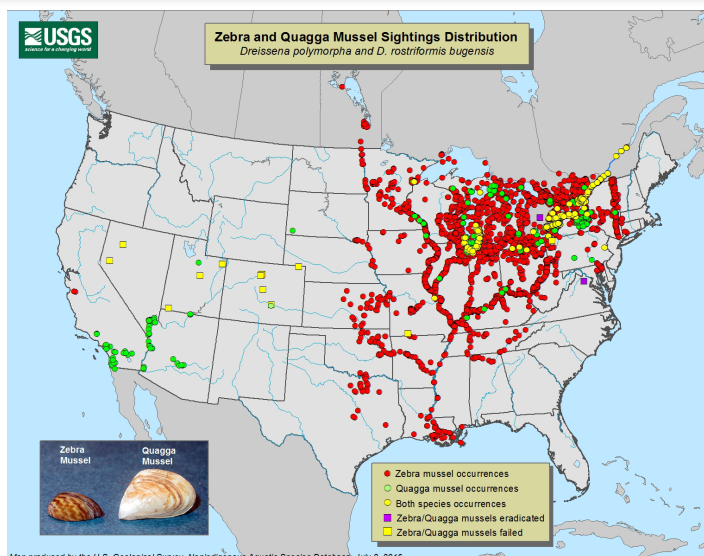 USGS
science for a changing world
Zebra and Quagga Mussel Sightings Distribution
Dreissena polymorpha and D. rostriformis bugensis
Zebra
Mussel
Quagga
Mussel
Zebra mussel occurrences
Quagga mussel occurrences
Both species occurrences
Zebra/Quagga mussels eradicated
Zebra/Quagga mussels failed